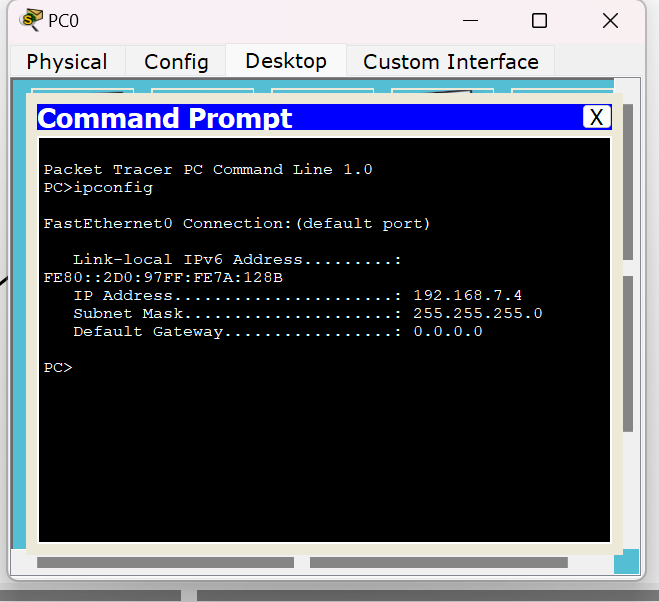 PC0
Physical Config Desktop Custom Interface
Command Prompt X
Packet Tracer PC Command Line 1.0
PC>ipconfig
FastEthernet0 Connection:(default port)
Link-local IPv6 Address.........:
FE80::2D0:97FF:FE7A:128B
IP Address......................: 192.168.7.4
Subnet Mask.....................: 255.255.255.0
Default Gateway.................: 0.0.0.0
PC>